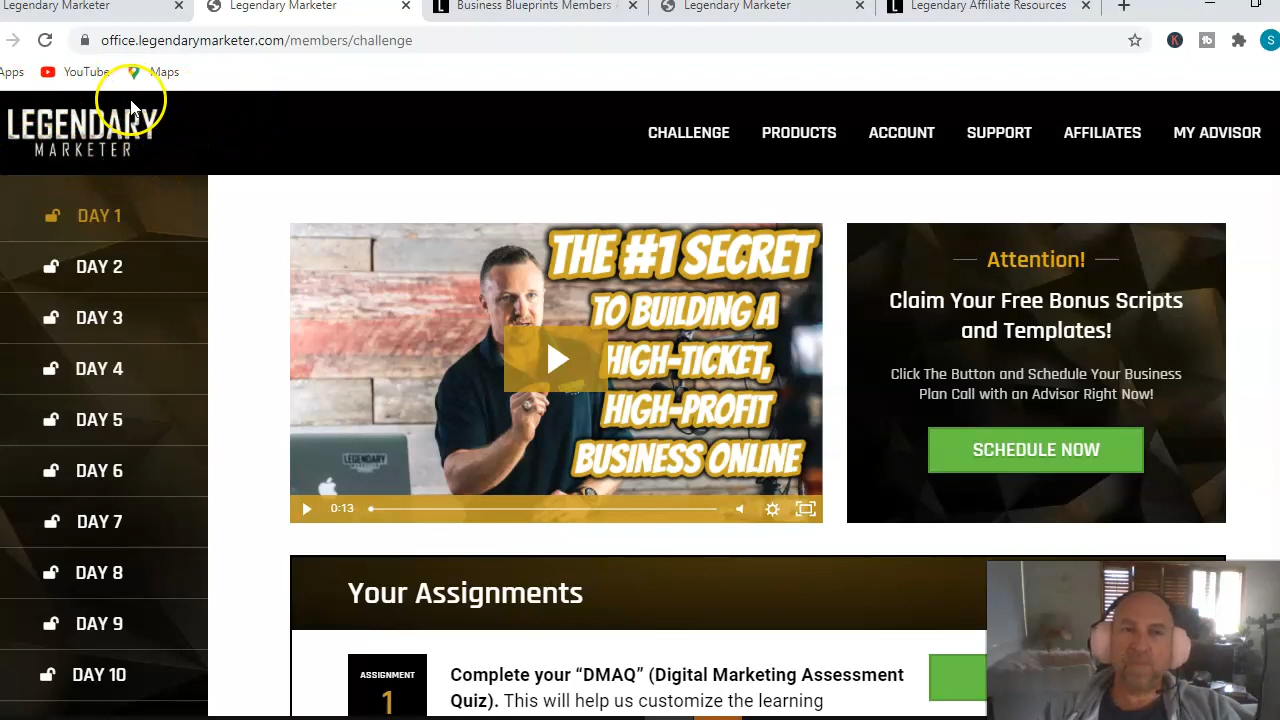 Legendary Marketer
Legendary Marketer
Business Blueprints Members A
Legendary Marketer
Legendary Affiliate Resources
office.legendarymarketer.com/members/challenge
S
Apps
YouTube
Maps
LEGENDARY
MARKETER
CHALLENGE
PRODUCTS
ACCOUNT
SUPPORT
AFFILIATES
MY ADVISOR
DAY 1
DAY 2
DAY 3
DAY 4
DAY 5
DAY 6
DAY 7
DAY 8
DAY 9
DAY 10
THE #1 SECRET
TO BUILDING A
HIGH-TICKET,
HIGH-PROFIT
BUSINESS ONLINE
LEGENDARY
MARKETER
0:13
Attention!
Claim Your Free Bonus Scripts
and Templates!
Click The Button and Schedule Your Business
Plan Call with an Advisor Right Now!
SCHEDULE NOW
Your Assignments
ASSIGNMENT
1
Complete your “DMAQ” (Digital Marketing Assessment
Quiz). This will help us customize the learning